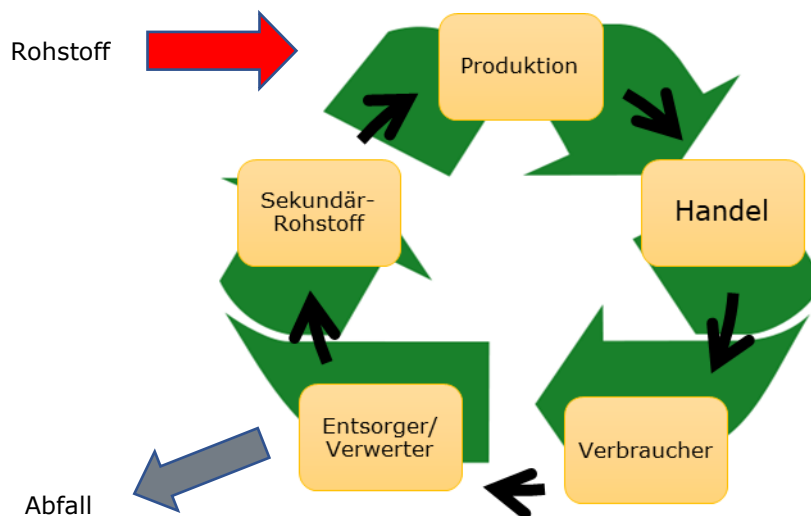 Rohstoff
Produktion
Sekundär-
Rohstoff
Handel
Entsorger/
Verwerter
Verbraucher
Abfall